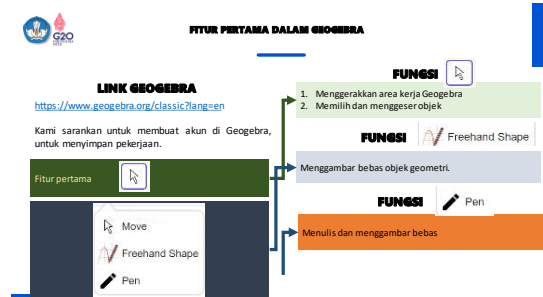 G20
FITUR PERTAMA DALAM GEOGEBRA
LINK GEOGEBRA
https://www.geogebra.org/classic?lang=en
Kami sarankan untuk membuat akun di Geogebra,
untuk menyimpan pekerjaan.
Fitur pertama
Move
Freehand Shape
Pen
FUNGSI
1. Menggerakkan area kerja Geogebra
2. Memilih dan menggeser objek
FUNGSI Freehand Shape
Menggambar bebas objek geometri.
FUNGSI Pen
Menulis dan menggambar bebas